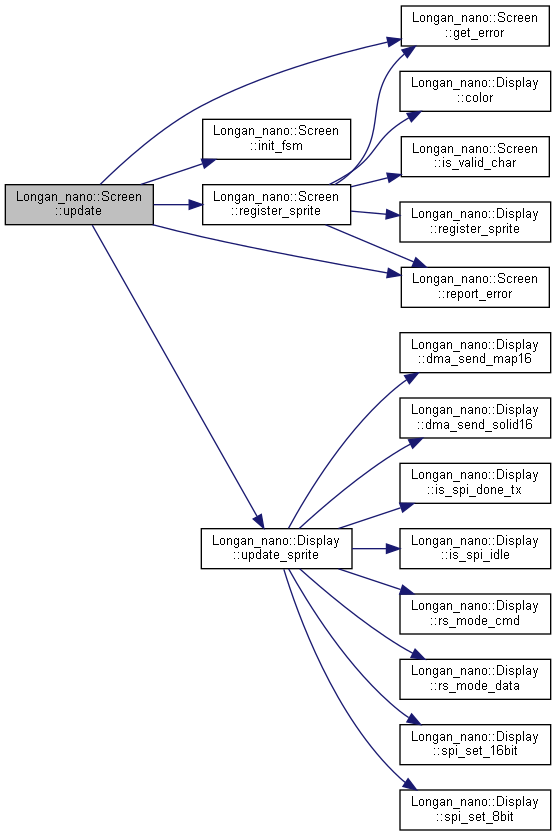 Longan_nano::Screen
::get_error
Longan_nano::Display
::color
Longan_nano::Screen
::init_fsm
Longan_nano::Screen
::is_valid_char
Longan_nano::Screen
::update
Longan_nano::Screen
::register_sprite
Longan_nano::Display
::register_sprite
Longan_nano::Screen
::report_error
Longan_nano::Display
::dma_send_map16
Longan_nano::Display
::dma_send_solid16
Longan_nano::Display
::is_spi_done_tx
Longan_nano::Display
::update_sprite
Longan_nano::Display
::is_spi_idle
Longan_nano::Display
::rs_mode_cmd
Longan_nano::Display
::rs_mode_data
Longan_nano::Display
::spi_set_16bit
Longan_nano::Display
::spi_set_8bit